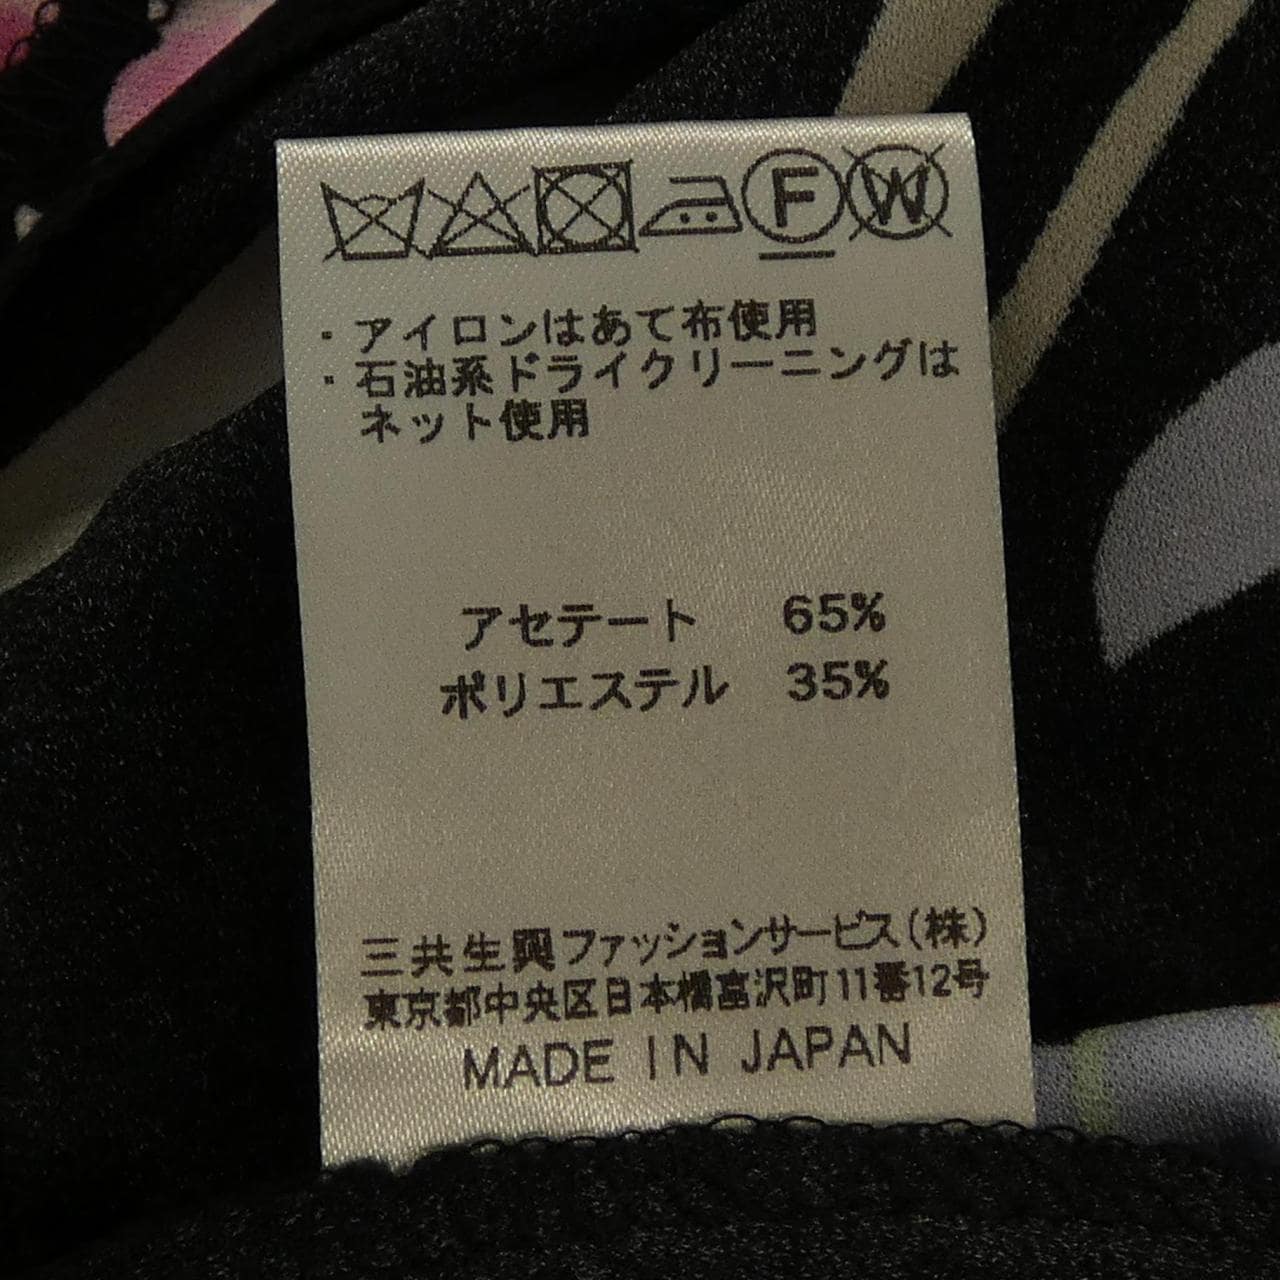 F W
・アイロンはあて布使用
・石油系ドライクリーニングは
ネット使用
アセテート 65%
ポリエステル 35%
三共生興ファッションサービス(株)
東京都中央区日本橋富沢町11番12号
MADE IN JAPAN